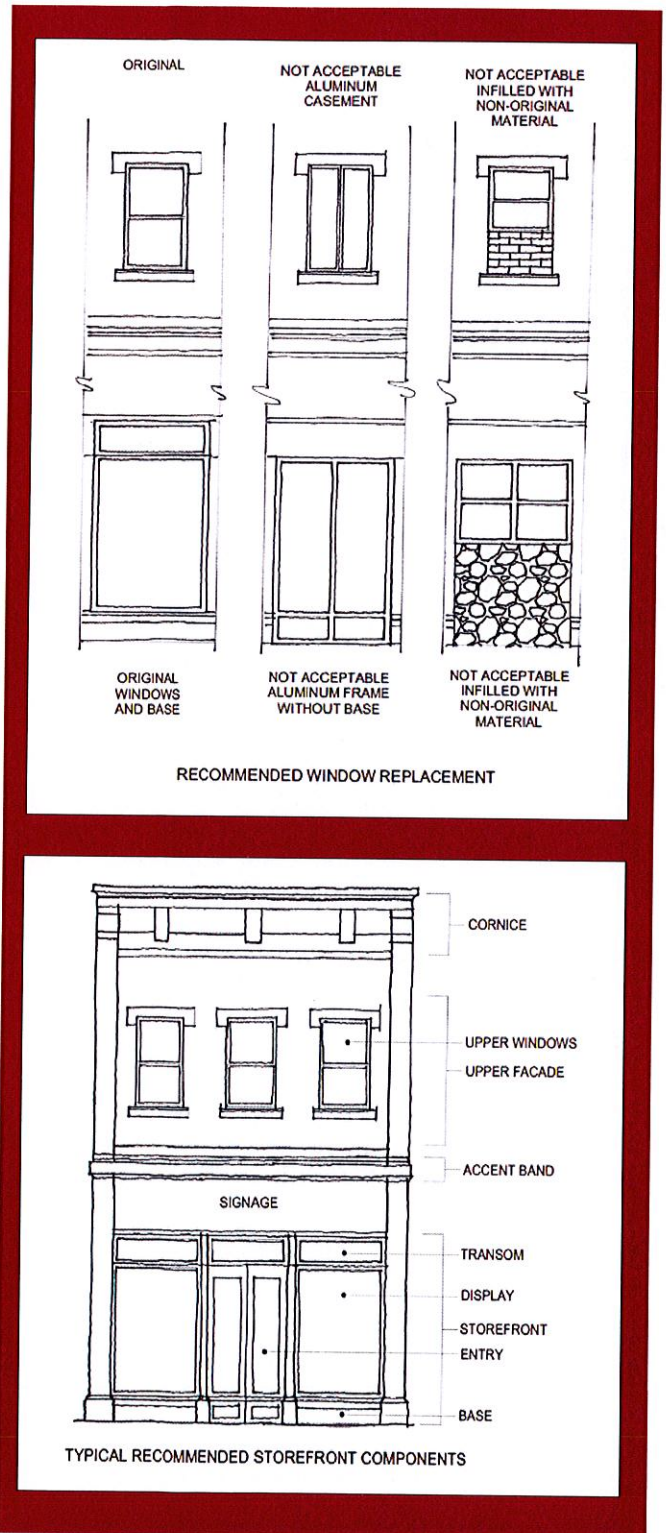 ORIGINAL
NOT ACCEPTABLE
ALUMINUM
CASEMENT
NOT ACCEPTABLE
INFILLED WITH
NON-ORIGINAL
MATERIAL
ORIGINAL
WINDOWS
AND BASE
NOT ACCEPTABLE
ALUMINUM FRAME
WITHOUT BASE
NOT ACCEPTABLE
INFILLED WITH
NON-ORIGINAL
MATERIAL
RECOMMENDED WINDOW REPLACEMENT
CORNICE
UPPER WINDOWS
UPPER FACADE
ACCENT BAND
SIGNAGE
TRANSOM
DISPLAY
STOREFRONT
ENTRY
BASE
TYPICAL RECOMMENDED STOREFRONT COMPONENTS